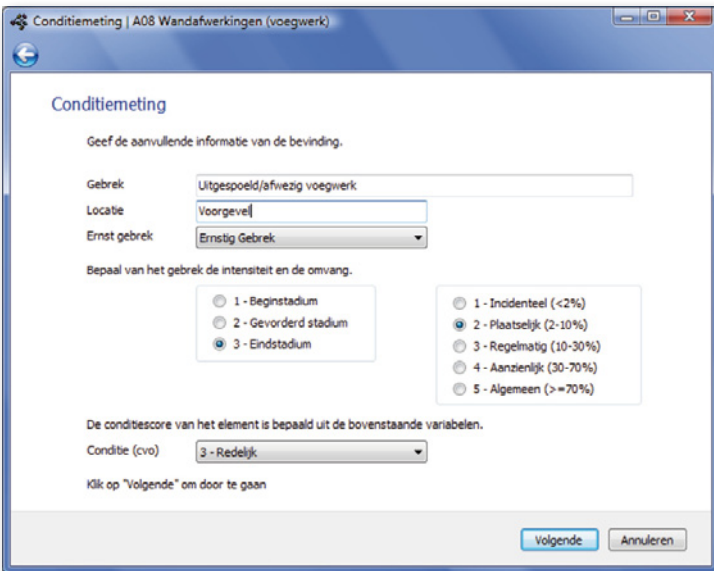 Conditiemeting | A08 Wandafwerkingen (voegwerk)
Conditiemeting
Geef de aanvullende informatie van de bevinding.
Gebrek Uitgespoeld/afwezig voegwerk
Locatie Voorgevel
Ernst gebrek Ernstig Gebrek
Bepaal van het gebrek de intensiteit en de omvang.
1 - Beginstadium
2 - Gevorderd stadium
3 - Eindstadium
1 - Incidenteel (<2%)
2 - Plaatselijk (2-10%)
3 - Regelmatig (10-30%)
4 - Aanzienlijk (30-70%)
5 - Algemeen (>=70%)
De conditiescore van het element is bepaald uit de bovenstaande variabelen.
Conditie (cvo) 3 - Redelijk
Klik op "Volgende" om door te gaan
Volgende Annuleren